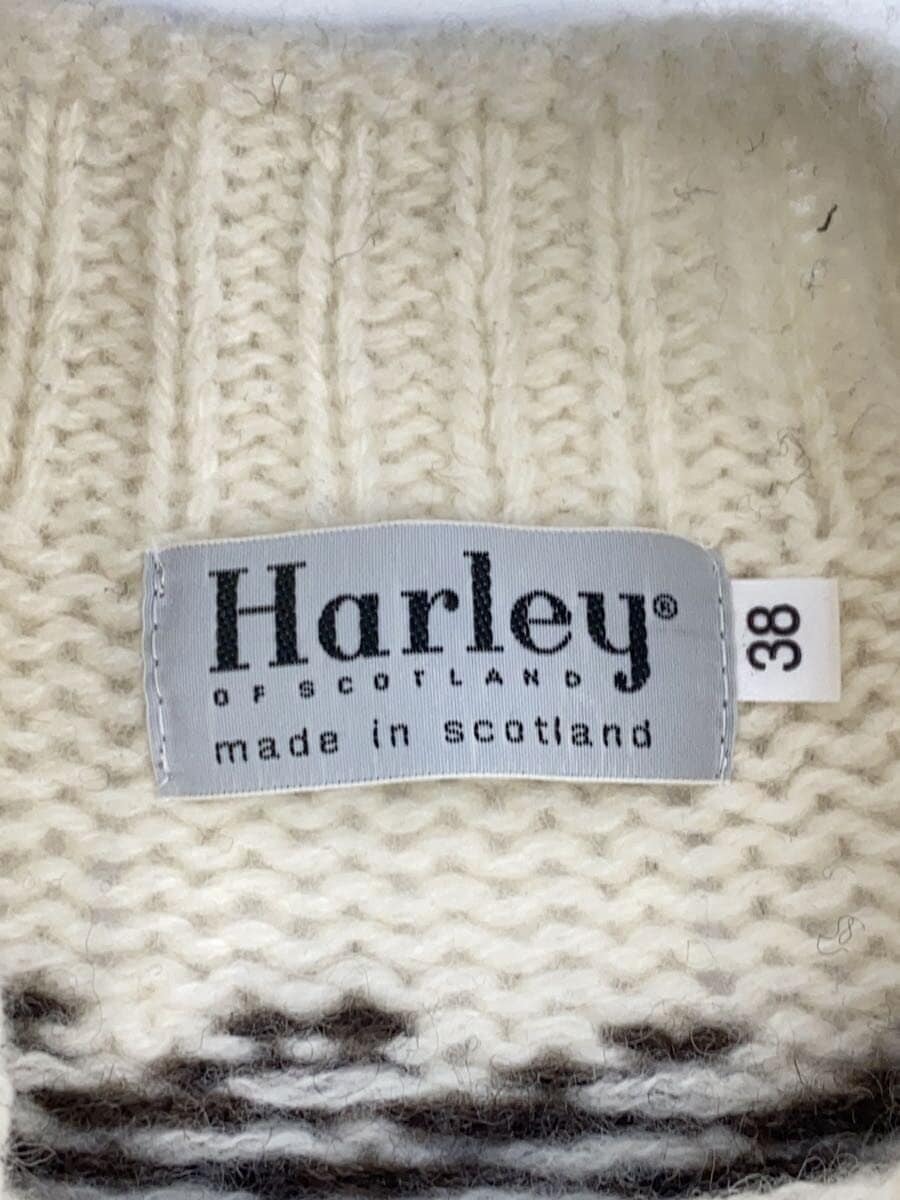 Harley®
OF SCOTLAND
made in scotland
38